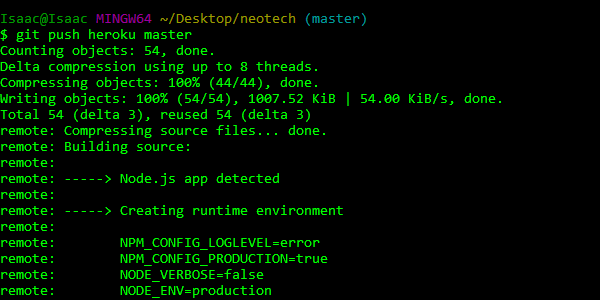 Isaac@Isaac MINGW64 ~/Desktop/neotech (master)
$ git push heroku master
Counting objects: 54, done.
Delta compression using up to 8 threads.
Compressing objects: 100% (44/44), done.
Writing objects: 100% (54/54), 1007.52 KiB | 54.00 KiB/s, done.
Total 54 (delta 3), reused 54 (delta 3)
remote: Compressing source files... done.
remote: Building source:
remote:
remote: -----> Node.js app detected
remote:
remote: -----> Creating runtime environment
remote:
remote:        NPM_CONFIG_LOGLEVEL=error
remote:        NPM_CONFIG_PRODUCTION=true
remote:        NODE_VERBOSE=false
remote:        NODE_ENV=production